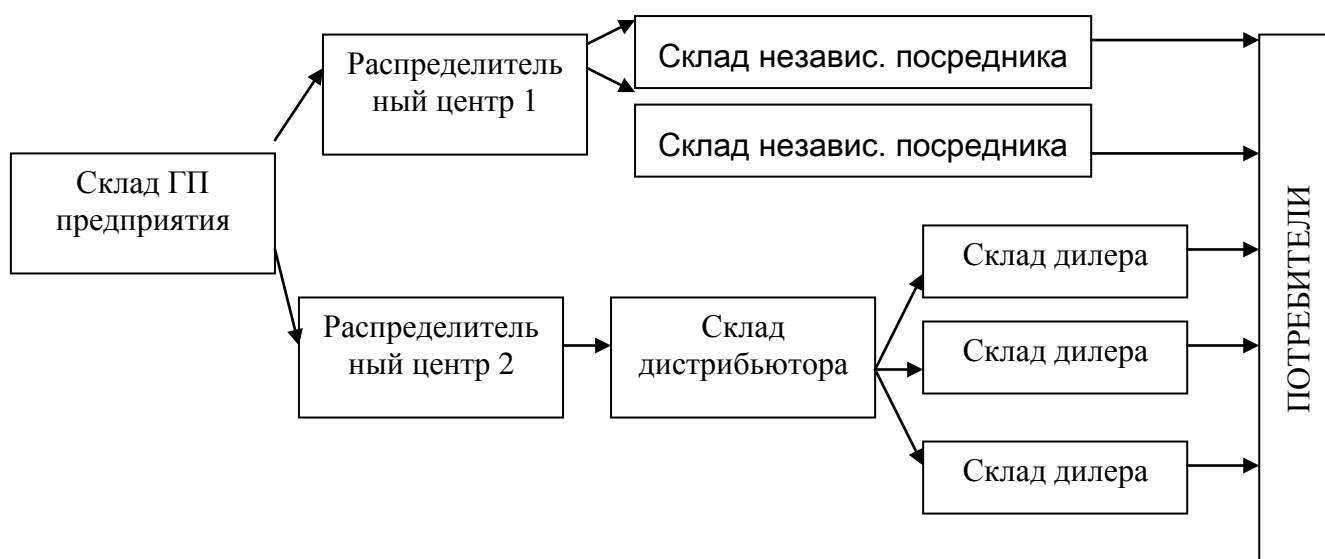 Распределитель
ный центр 1
Склад независ. посредника
Склад независ. посредника
Склад ГП
предприятия
Склад дилера
Распределитель
ный центр 2
Склад
дистрибьютора
Склад дилера
Склад дилера
ПОТРЕБИТЕЛИ